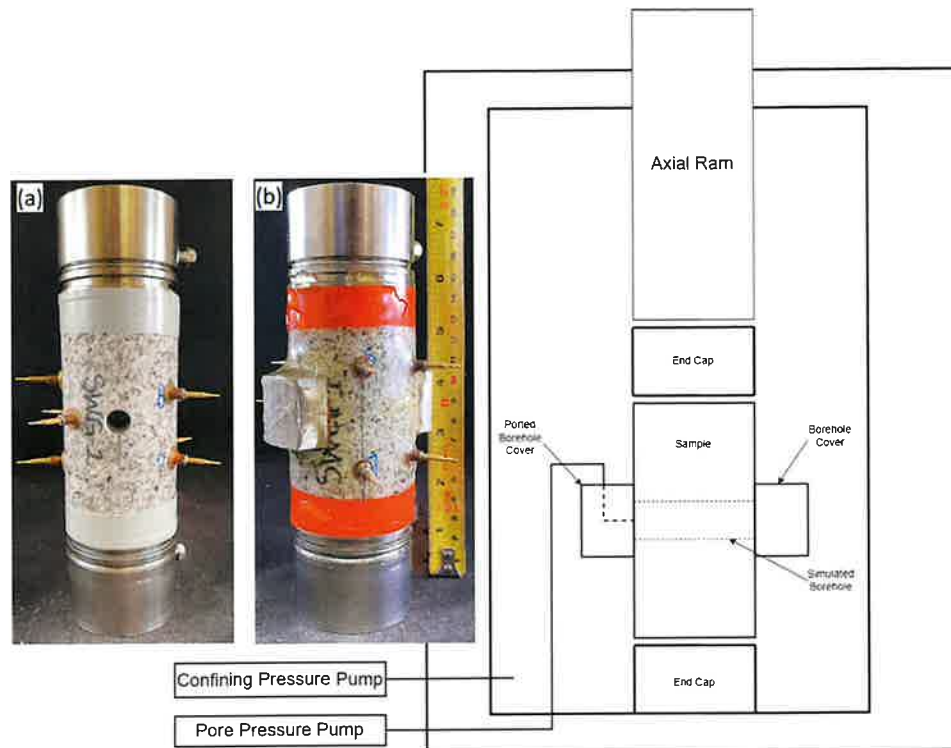 (a)
(b)
Axial Ram
End Cap
Ported
Borehole
Cover
Sample
Borehole
Cover
Simulated
Borehole
Confining Pressure Pump
End Cap
Pore Pressure Pump